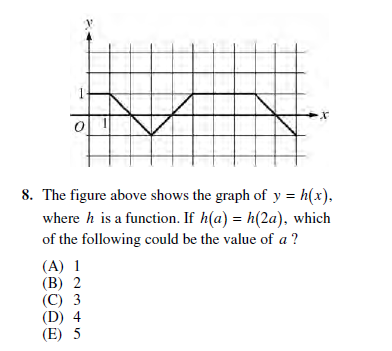 y
1
x
O 1
8. The figure above shows the graph of y = h(x),
where h is a function. If h(a) = h(2a), which
of the following could be the value of a ?
(A) 1
(B) 2
(C) 3
(D) 4
(E) 5